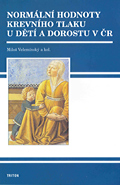 NORMÁLNÍ HODNOTY
KREVNÍHO TLAKU
U DĚTÍ A DOROSTU V ČR
Miloš Velemínský a kol.
TRITON